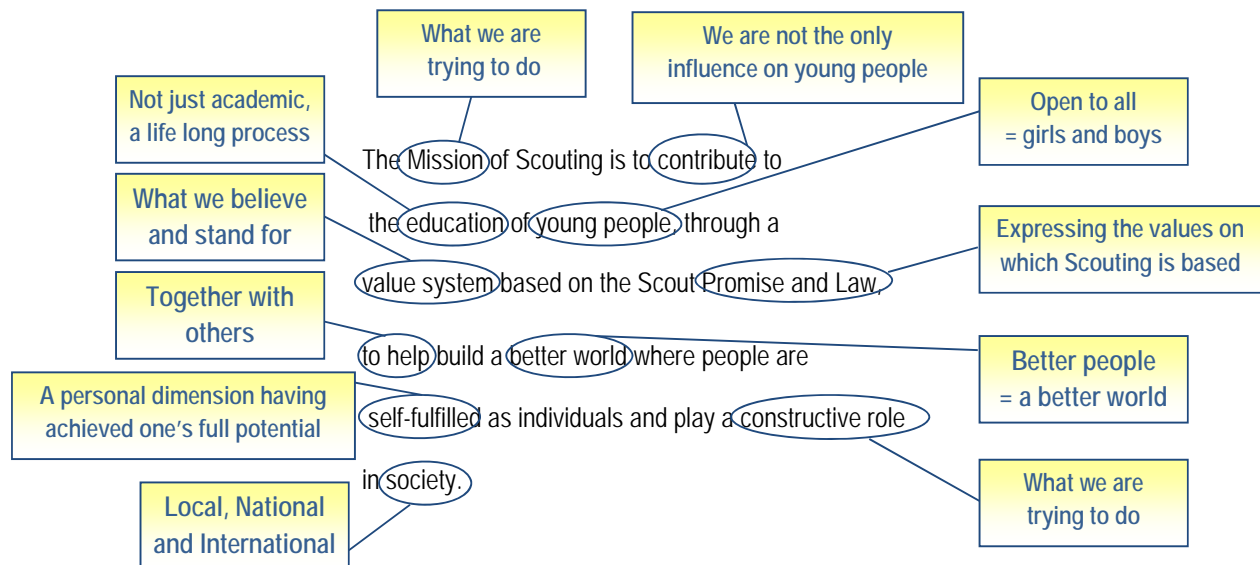 What we are
trying to do
We are not the only
influence on young people
Not just academic,
a life long process
Open to all
= girls and boys
The Mission of Scouting is to contribute to
What we believe
and stand for
the education of young people, through a
Expressing the values on
which Scouting is based
value system based on the Scout Promise and Law,
Together with
others
to help build a better world where people are
Better people
= a better world
A personal dimension having
achieved one's full potential
self-fulfilled as individuals and play a constructive role
in society.
What we are
trying to do
Local, National
and International